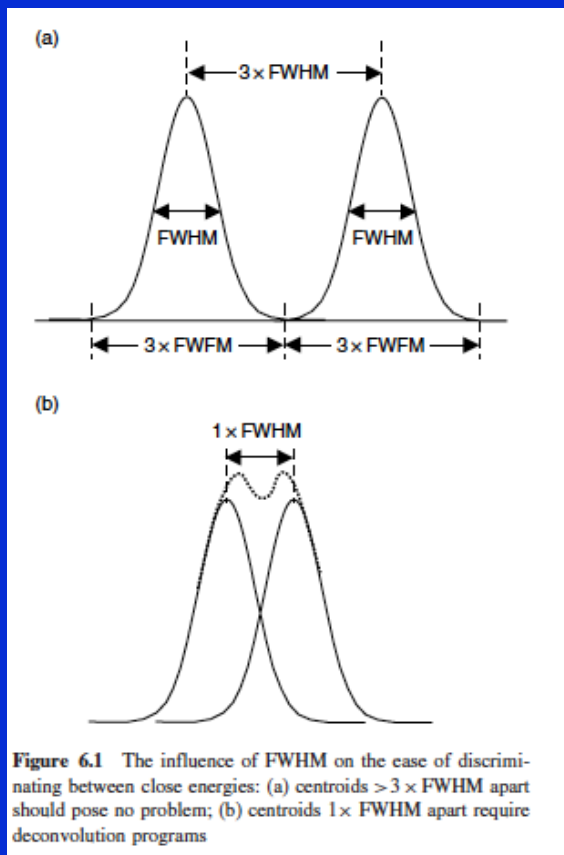 (a)
3 × FWHM
FWHM FWHM
3 × FWFM 3 × FWFM
(b)
1 × FWHM
Figure 6.1 The influence of FWHM on the ease of discrimi-
nating between close energies: (a) centroids > 3 × FWHM apart
should pose no problem; (b) centroids 1× FWHM apart require
deconvolution programs